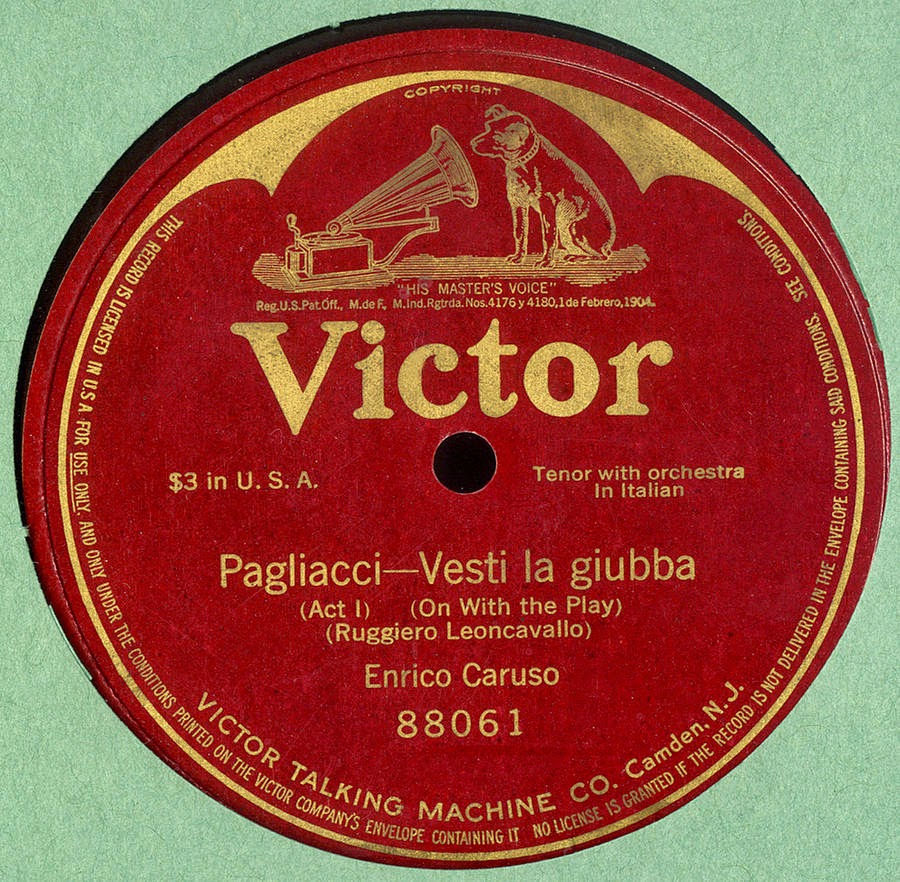 COPYRIGHT
"HIS MASTER'S VOICE"
Reg.U.S.Pat.Off., M.de F., M.Ind.Rgtrda. Nos.4176 y 4180,1 de Febrero,1904.
Victor
$3 in U. S. A.
Tenor with orchestra
In Italian
Pagliacci—Vesti la giubba
(Act I) (On With the Play)
(Ruggiero Leoncavallo)
Enrico Caruso
88061
VICTOR TALKING MACHINE CO. Camden. N. J.
THIS RECORD IS LICENSED IN U.S.A. FOR USE ONLY, AND ONLY UNDER THE CONDITIONS PRINTED ON THE VICTOR COMPANY'S ENVELOPE CONTAINING IT NO LICENSE IS GRANTED IF THE RECORD IS NOT DELIVERED IN THE ENVELOPE CONTAINING SAID CONDITIONS. SEE CONDITIONS